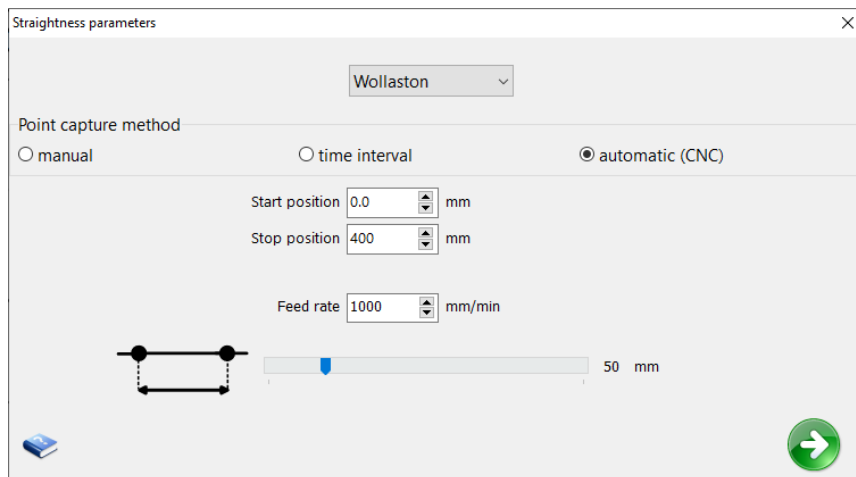 Straightness parameters
Wollaston
Point capture method
manual
time interval
automatic (CNC)
Start position 0.0 mm
Stop position 400 mm
Feed rate 1000 mm/min
50 mm